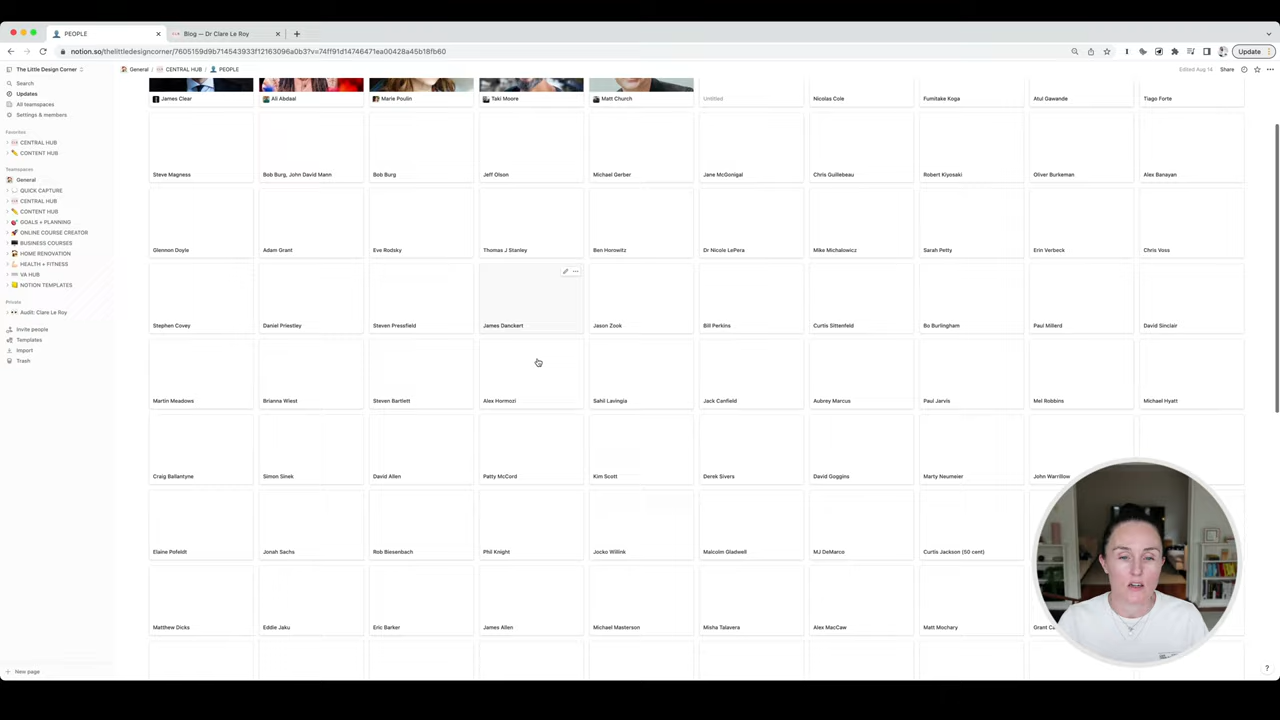 PEOPLE
Blog — Dr Clare Le Roy
notion.so/thelittledesigncorner/7605159d9b714543933f12163096a0b3?v=74ff91d14746471ea00428a45b18fb60
Update
The Little Design Corner
General / CENTRAL HUB / PEOPLE
Edited Aug 14
Share
Search
Updates
All teamspaces
Settings & members
Favorites
CENTRAL HUB
CONTENT HUB
Teamspaces
General
QUICK CAPTURE
CENTRAL HUB
CONTENT HUB
GOALS + PLANNING
ONLINE COURSE CREATOR
BUSINESS COURSES
HOME RENOVATION
HEALTH + FITNESS
VA HUB
NOTION TEMPLATES
Private
Audit: Clare Le Roy
Invite people
Templates
Import
Trash
New page
James Clear Ali Abdaal Marie Poulin Taki Moore Matt Church Untitled Nicolas Cole Fumitake Koga Atul Gawande Tiago Forte
Steve Magness Bob Burg, John David Mann Bob Burg Jeff Olson Michael Gerber Jane McGonigal Chris Guillebeau Robert Kiyosaki Oliver Burkeman Alex Banayan
Glennon Doyle Adam Grant Eve Rodsky Thomas J Stanley Ben Horowitz Dr Nicole LePera Mike Michalowicz Sarah Petty Erin Verbeck Chris Voss
Stephen Covey Daniel Priestley Steven Pressfield James Danckert Jason Zook Bill Perkins Curtis Sittenfeld Bo Burlingham Paul Millerd David Sinclair
Martin Meadows Brianna Wiest Steven Bartlett Alex Hormozi Sahil Lavingia Jack Canfield Aubrey Marcus Paul Jarvis Mel Robbins Michael Hyatt
Craig Ballantyne Simon Sinek David Allen Patty McCord Kim Scott Derek Sivers David Goggins Marty Neumeier John Warrillow
Elaine Pofeldt Jonah Sachs Rob Biesenbach Phil Knight Jocko Willink Malcolm Gladwell MJ DeMarco Curtis Jackson (50 cent)
Matthew Dicks Eddie Jaku Eric Barker James Allen Michael Masterson Misha Talavera Alex MacCaw Matt Mochary Grant